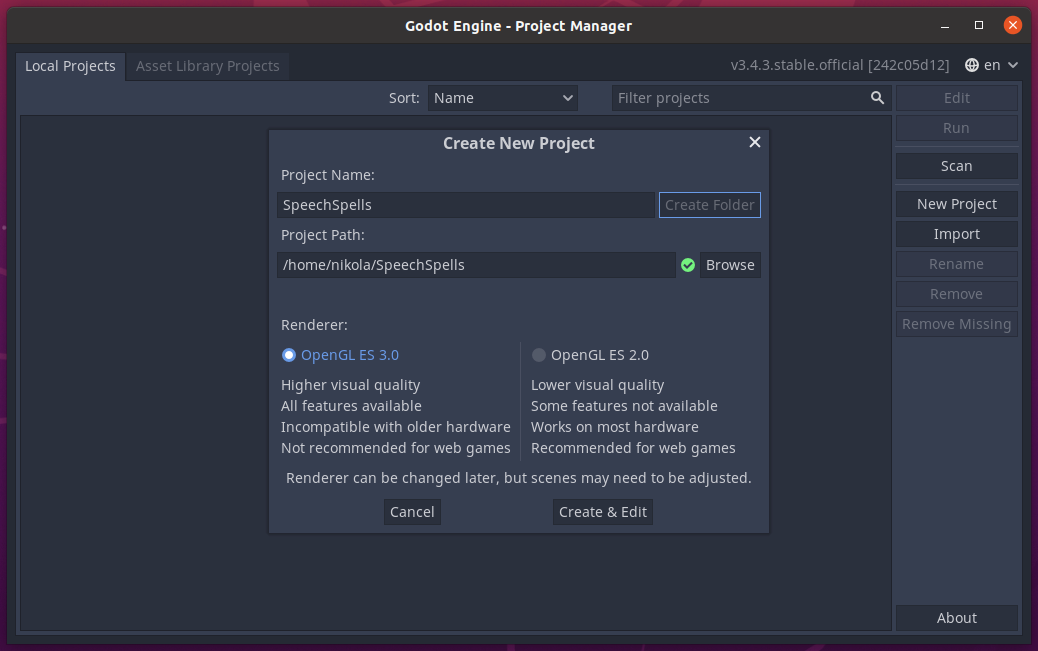 Godot Engine - Project Manager
Local Projects
Asset Library Projects
v3.4.3.stable.official [242c05d12]
en
Sort:
Name
Filter projects
Edit
Run
Scan
New Project
Import
Rename
Remove
Remove Missing
About
Create New Project
Project Name:
SpeechSpells
Create Folder
Project Path:
/home/nikola/SpeechSpells
Browse
Renderer:
OpenGL ES 3.0
Higher visual quality
All features available
Incompatible with older hardware
Not recommended for web games
OpenGL ES 2.0
Lower visual quality
Some features not available
Works on most hardware
Recommended for web games
Renderer can be changed later, but scenes may need to be adjusted.
Cancel
Create & Edit